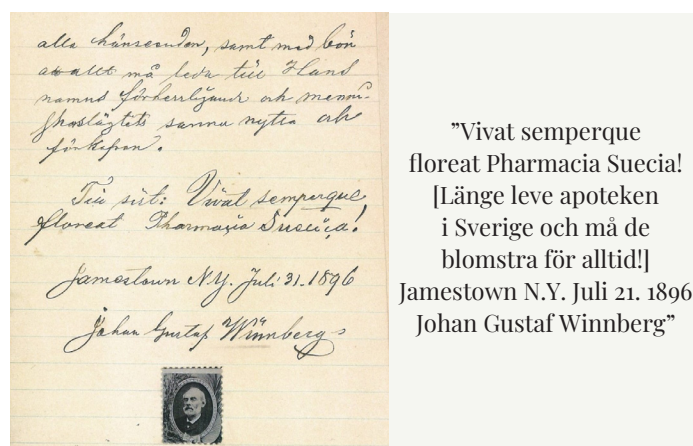 alla hänseenden, samt med bön
att allt må leda till Hans
namns förherrligande och menni-
skoslägtets sanna nytta och
förkofran.
Till sist: Vivat semperque
floreat Pharmacia Suecica!
Jamestown N.Y. Juli 31. 1896
Johan Gustaf Winnberg
”Vivat semperque
floreat Pharmacia Suecia!
[Länge leve apoteken
i Sverige och må de
blomstra för alltid!]
Jamestown N.Y. Juli 21. 1896
Johan Gustaf Winnberg”